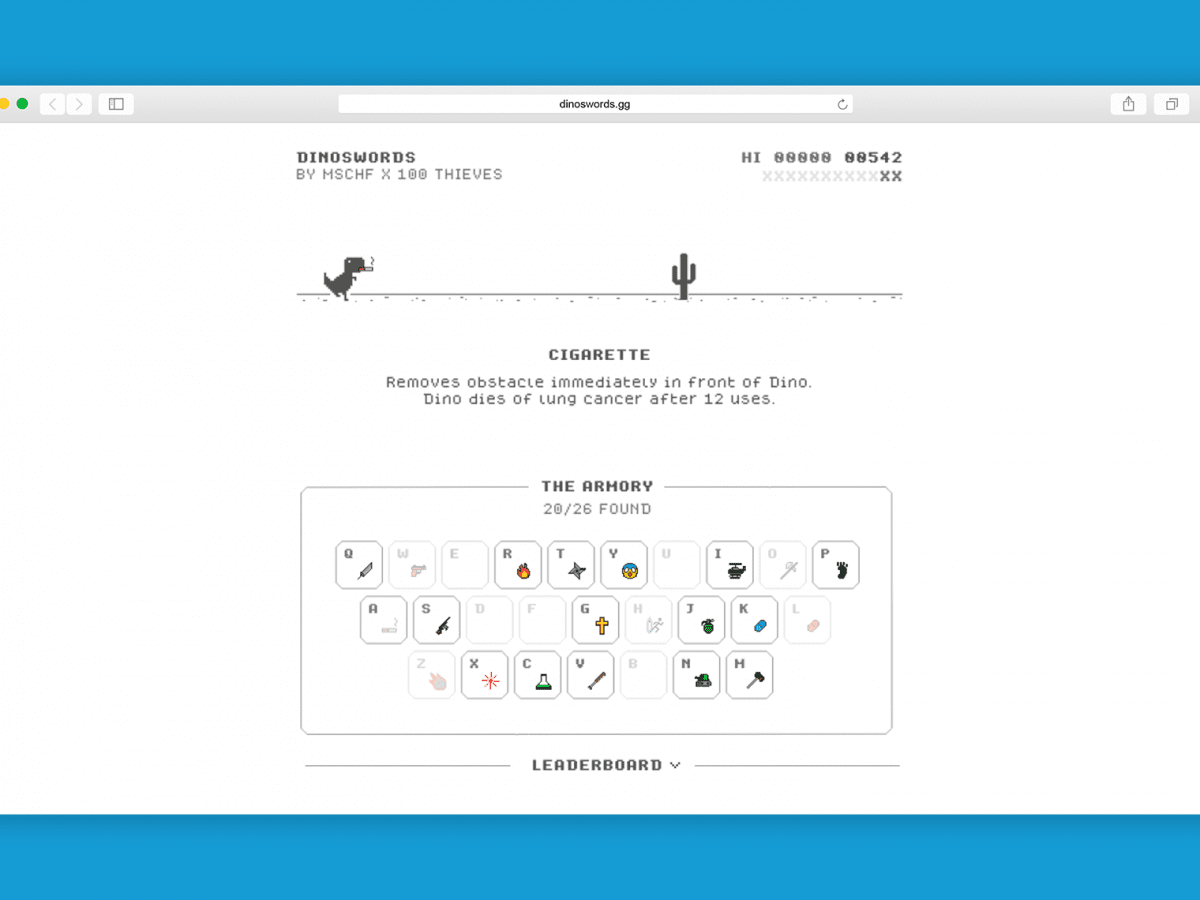 dinoswords.gg
DINOSWORDS
HI 00000 00542
BY MSCHF X 100 THIEVES
XXXXXXXXXXXX
CIGARETTE
Removes obstacle immediately in front of Dino.
Dino dies of lung cancer after 12 uses.
THE ARMORY
20/26 FOUND
Q W E R T Y U I O P
A S D F G H J K L
Z X C V B N M
LEADERBOARD